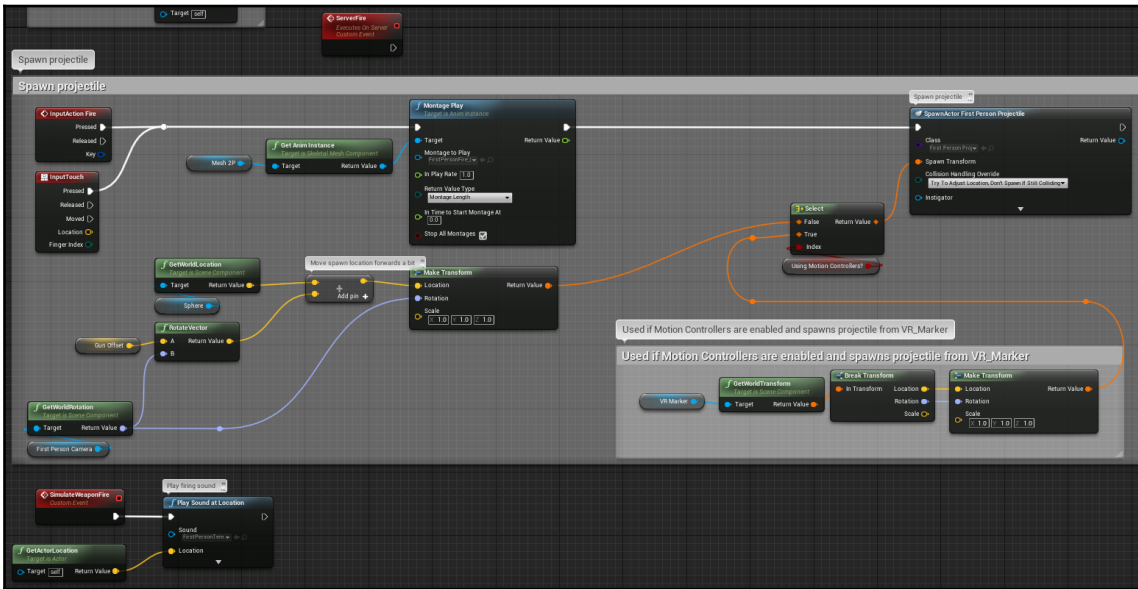 Target self
ServerFire
Executes On Server
Custom Event
Spawn projectile
Spawn projectile
InputAction Fire
Pressed
Released
Key
InputTouch
Pressed
Released
Moved
Location
Finger Index
Mesh 2P
Get Anim Instance
Target is Skeletal Mesh Component
Target Return Value
Montage Play
Target is Anim Instance
Target Return Value
Montage to Play
In Play Rate 1.0
Return Value Type
Montage Length
In Time to Start Montage At
0.0
Stop All Montages
Spawn projectile
SpawnActor First Person Projectile
Class Return Value
First Person Proj
Spawn Transform
Collision Handling Override
Try To Adjust Location, Don't Spawn If Still Colliding
Instigator
Select
False Return Value
True
Index
Using Motion Controllers?
GetWorldLocation
Target is Scene Component
Target Return Value
Sphere
Move spawn location forwards a bit
Add pin +
Make Transform
Location Return Value
Rotation
Scale
X 1.0 Y 1.0 Z 1.0
Gun Offset
RotateVector
A Return Value
B
GetWorldRotation
Target is Scene Component
Target Return Value
First Person Camera
Used if Motion Controllers are enabled and spawns projectile from VR_Marker
Used if Motion Controllers are enabled and spawns projectile from VR_Marker
VR Marker
GetWorldTransform
Target is Scene Component
Target Return Value
Break Transform
In Transform Location
Rotation
Scale
Make Transform
Location Return Value
Rotation
Scale
X 1.0 Y 1.0 Z 1.0
SimulateWeaponFire
Custom Event
Play firing sound
Play Sound at Location
Sound
FirstPersonTem
Location
GetActorLocation
Target is Actor
Target self Return Value